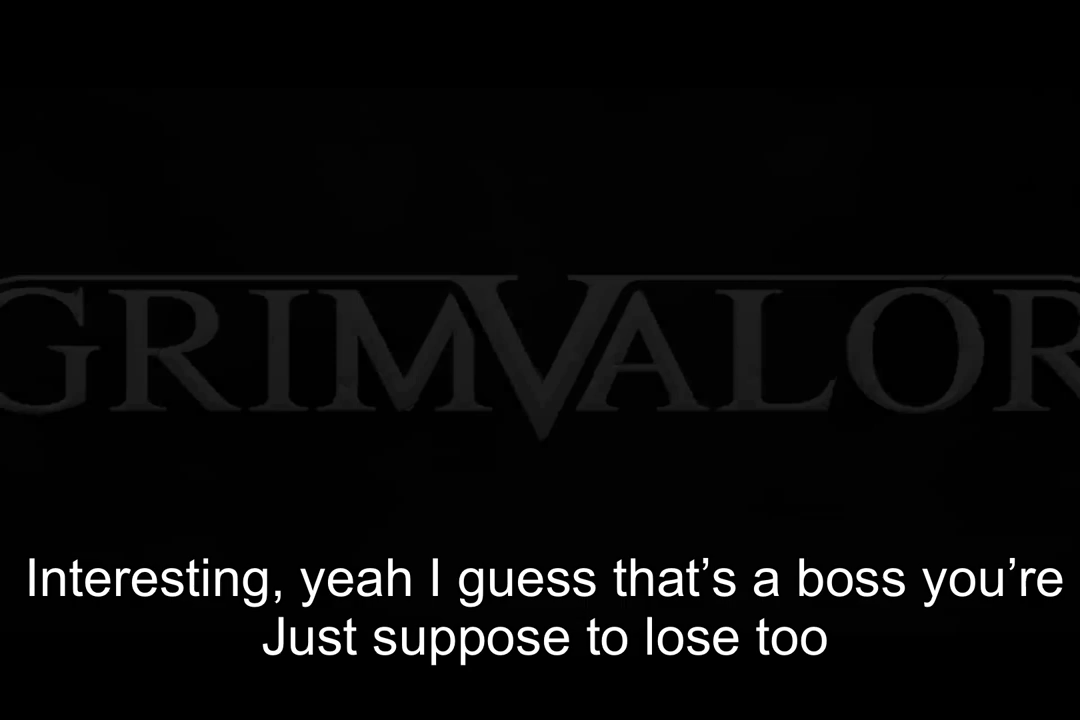 GRIMVALOR
Interesting, yeah I guess that’s a boss you’re
Just suppose to lose too